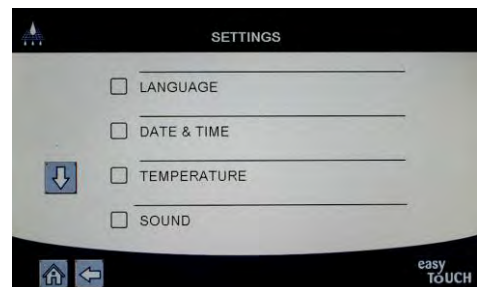 SETTINGS
LANGUAGE
DATE & TIME
TEMPERATURE
SOUND
easy
TOUCH